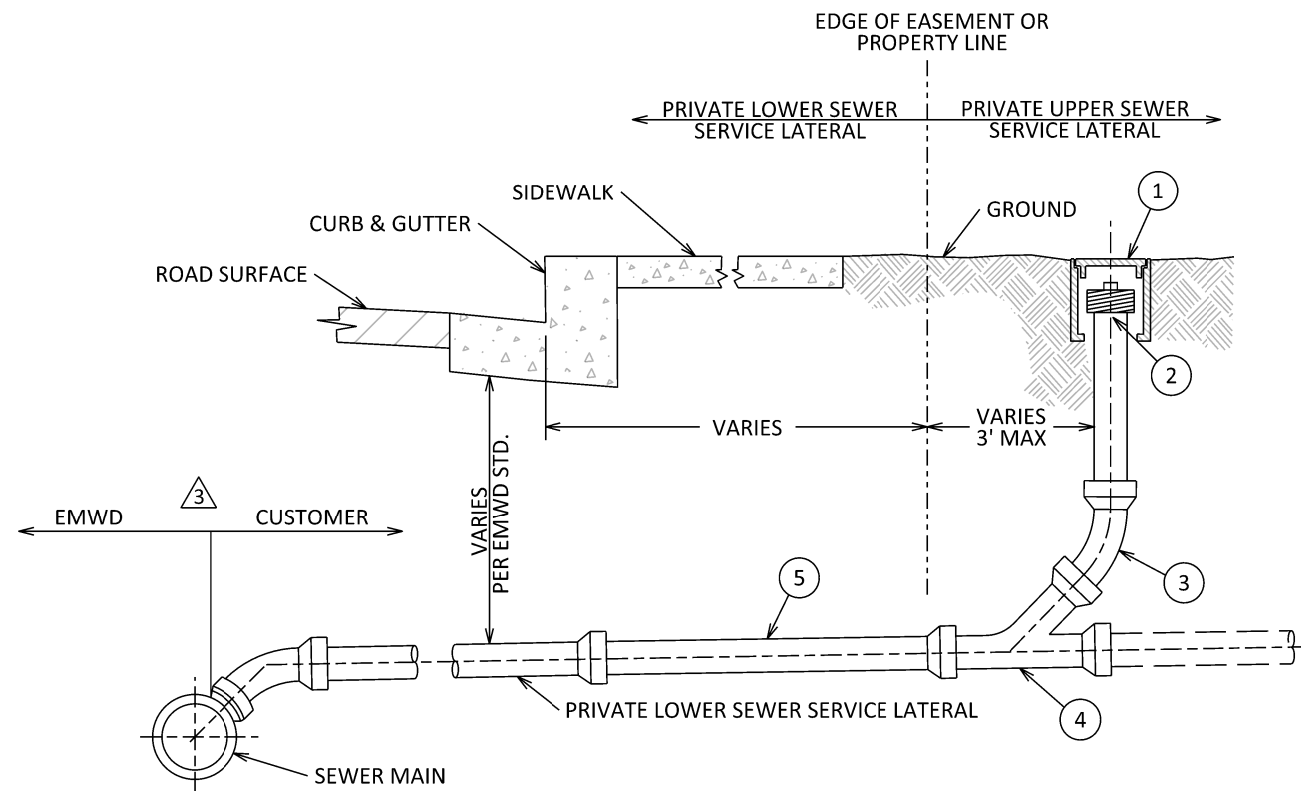 EDGE OF EASEMENT OR
PROPERTY LINE
PRIVATE LOWER SEWER
SERVICE LATERAL
PRIVATE UPPER SEWER
SERVICE LATERAL
SIDEWALK
1
GROUND
CURB & GUTTER
ROAD SURFACE
2
VARIES
VARIES
3' MAX
VARIES
PER EMWD STD.
3
EMWD
CUSTOMER
5
3
PRIVATE LOWER SEWER SERVICE LATERAL
4
SEWER MAIN